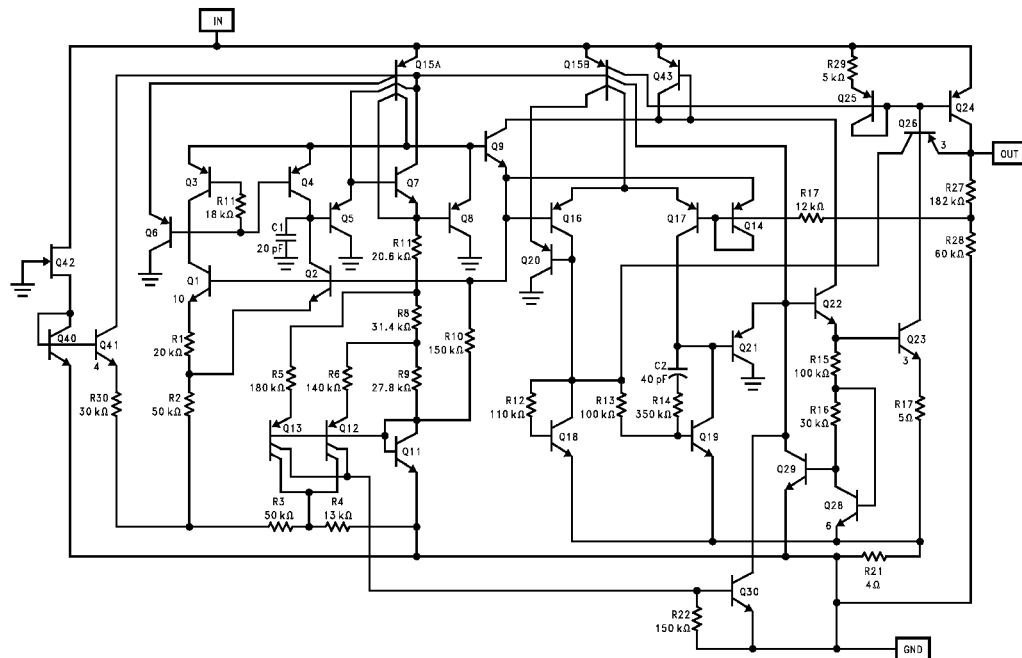 IN
Q15A
Q15B
Q43
R29
5 kΩ
Q25
Q24
Q26
3
OUT
Q9
Q3
R11
18 kΩ
Q4
Q7
Q5
Q8
C1
20 pF
Q6
Q16
Q17
Q14
R17
12 kΩ
R27
182 kΩ
R28
60 kΩ
Q42
Q1
10
Q2
R11
20.6 kΩ
Q20
R8
31.4 kΩ
R10
150 kΩ
Q22
Q40
Q41
4
R1
20 kΩ
Q21
Q23
3
R5
180 kΩ
R6
140 kΩ
R9
27.8 kΩ
C2
40 pF
R15
100 kΩ
R30
30 kΩ
R2
50 kΩ
R12
110 kΩ
R13
100 kΩ
R14
350 kΩ
R16
30 kΩ
R17
5Ω
Q13
Q12
Q11
Q18
Q19
Q29
Q28
6
R3
50 kΩ
R4
13 kΩ
R21
4Ω
Q30
R22
150 kΩ
GND